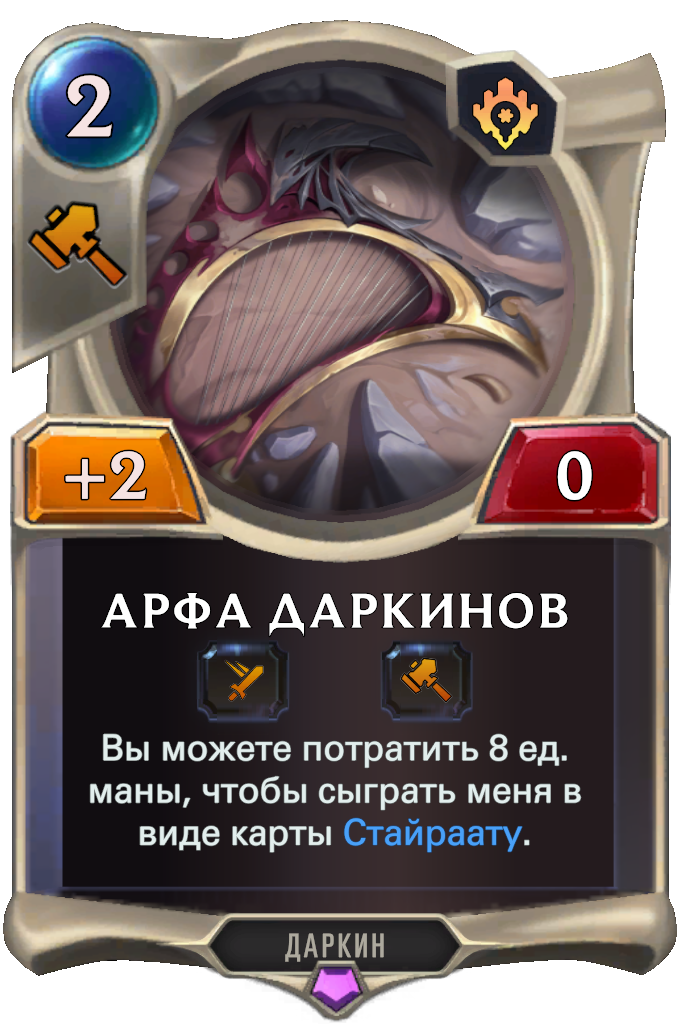 2
+2
0
АРФА ДАРКИНОВ
Вы можете потратить 8 ед.
маны, чтобы сыграть меня в
виде карты Стайраату.
ДАРКИН